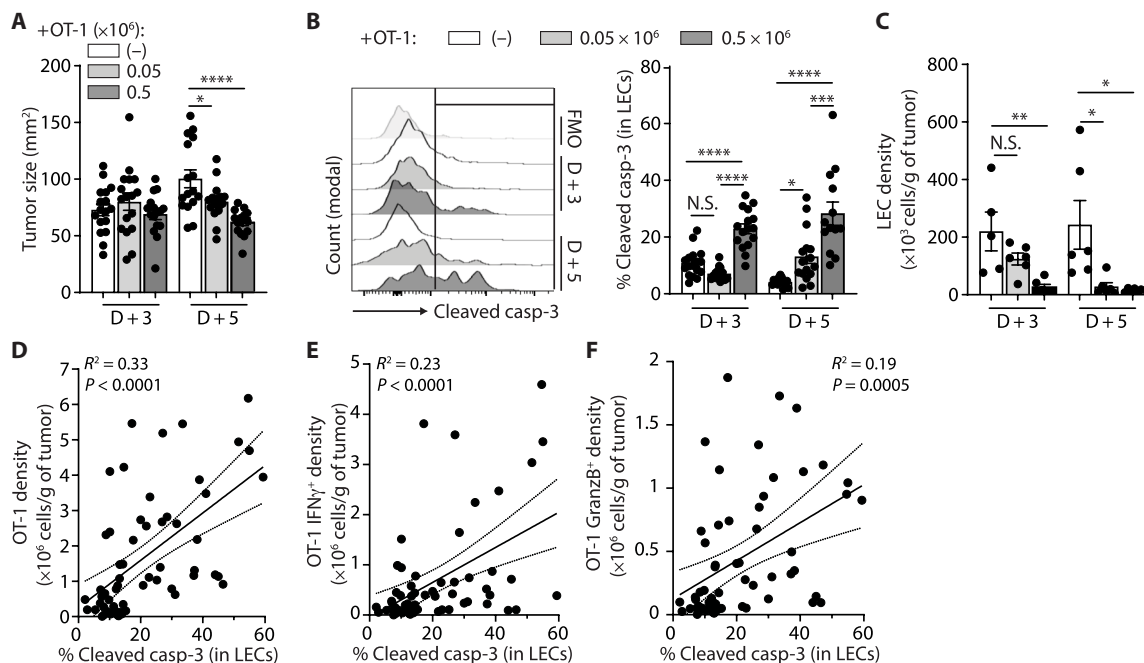 A
+OT-1 (×10⁶):
(–)
0.05
0.5
Tumor size (mm²)
200
150
100
50
0
****
*
D + 3
D + 5
B
+OT-1:
(–)
0.05 × 10⁶
0.5 × 10⁶
Count (modal)
FMO
D + 3
D + 5
Cleaved casp-3
% Cleaved casp-3 (in LECs)
80
60
40
20
0
****
***
****
****
N.S.
*
D + 3
D + 5
C
LEC density
(×10³ cells/g of tumor)
800
600
400
200
0
*
**
*
N.S.
D + 3
D + 5
D
R² = 0.33
P < 0.0001
OT-1 density
(×10⁶ cells/g of tumor)
7
6
5
4
3
2
1
0
0 20 40 60
% Cleaved casp-3 (in LECs)
E
R² = 0.23
P < 0.0001
OT-1 IFNγ⁺ density
(×10⁶ cells/g of tumor)
5
4
3
2
1
0
0 20 40 60
% Cleaved casp-3 (in LECs)
F
R² = 0.19
P = 0.0005
OT-1 GranzB⁺ density
(×10⁶ cells/g of tumor)
2
1.5
1
0.5
0
0 20 40 60
% Cleaved casp-3 (in LECs)